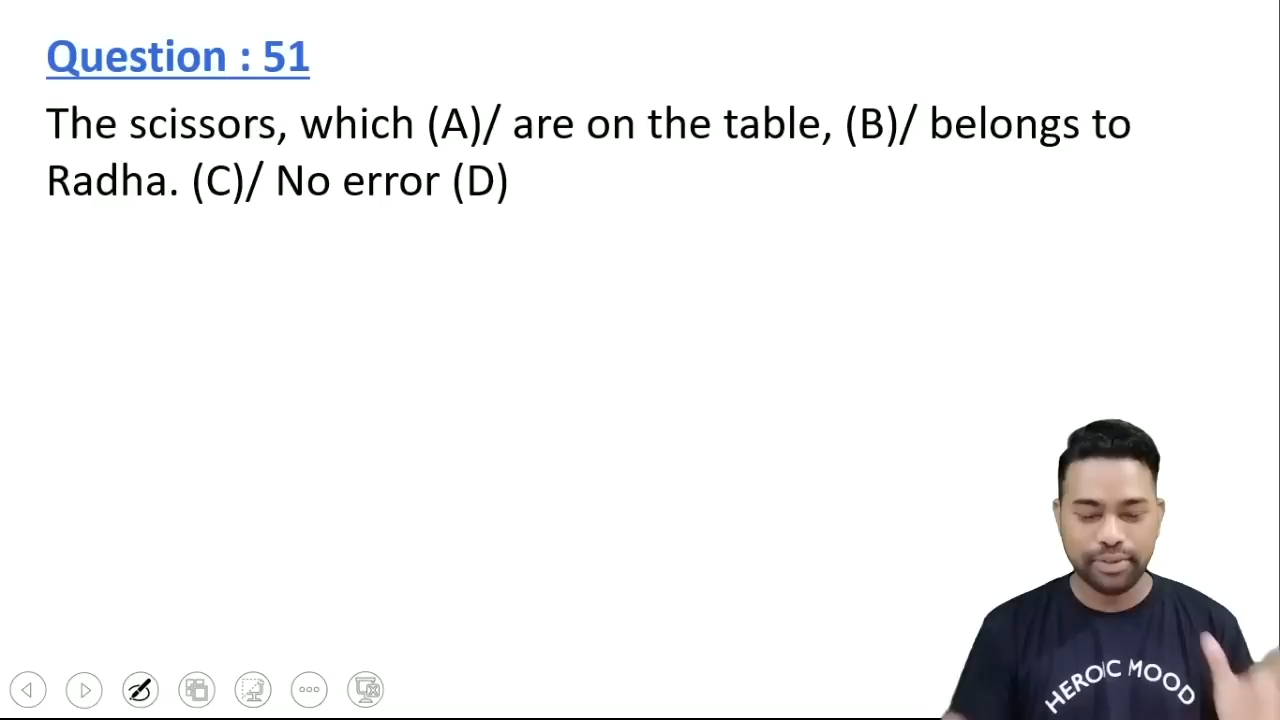 Question : 51
The scissors, which (A)/ are on the table, (B)/ belongs to
Radha. (C)/ No error (D)
HEROIC MOOD